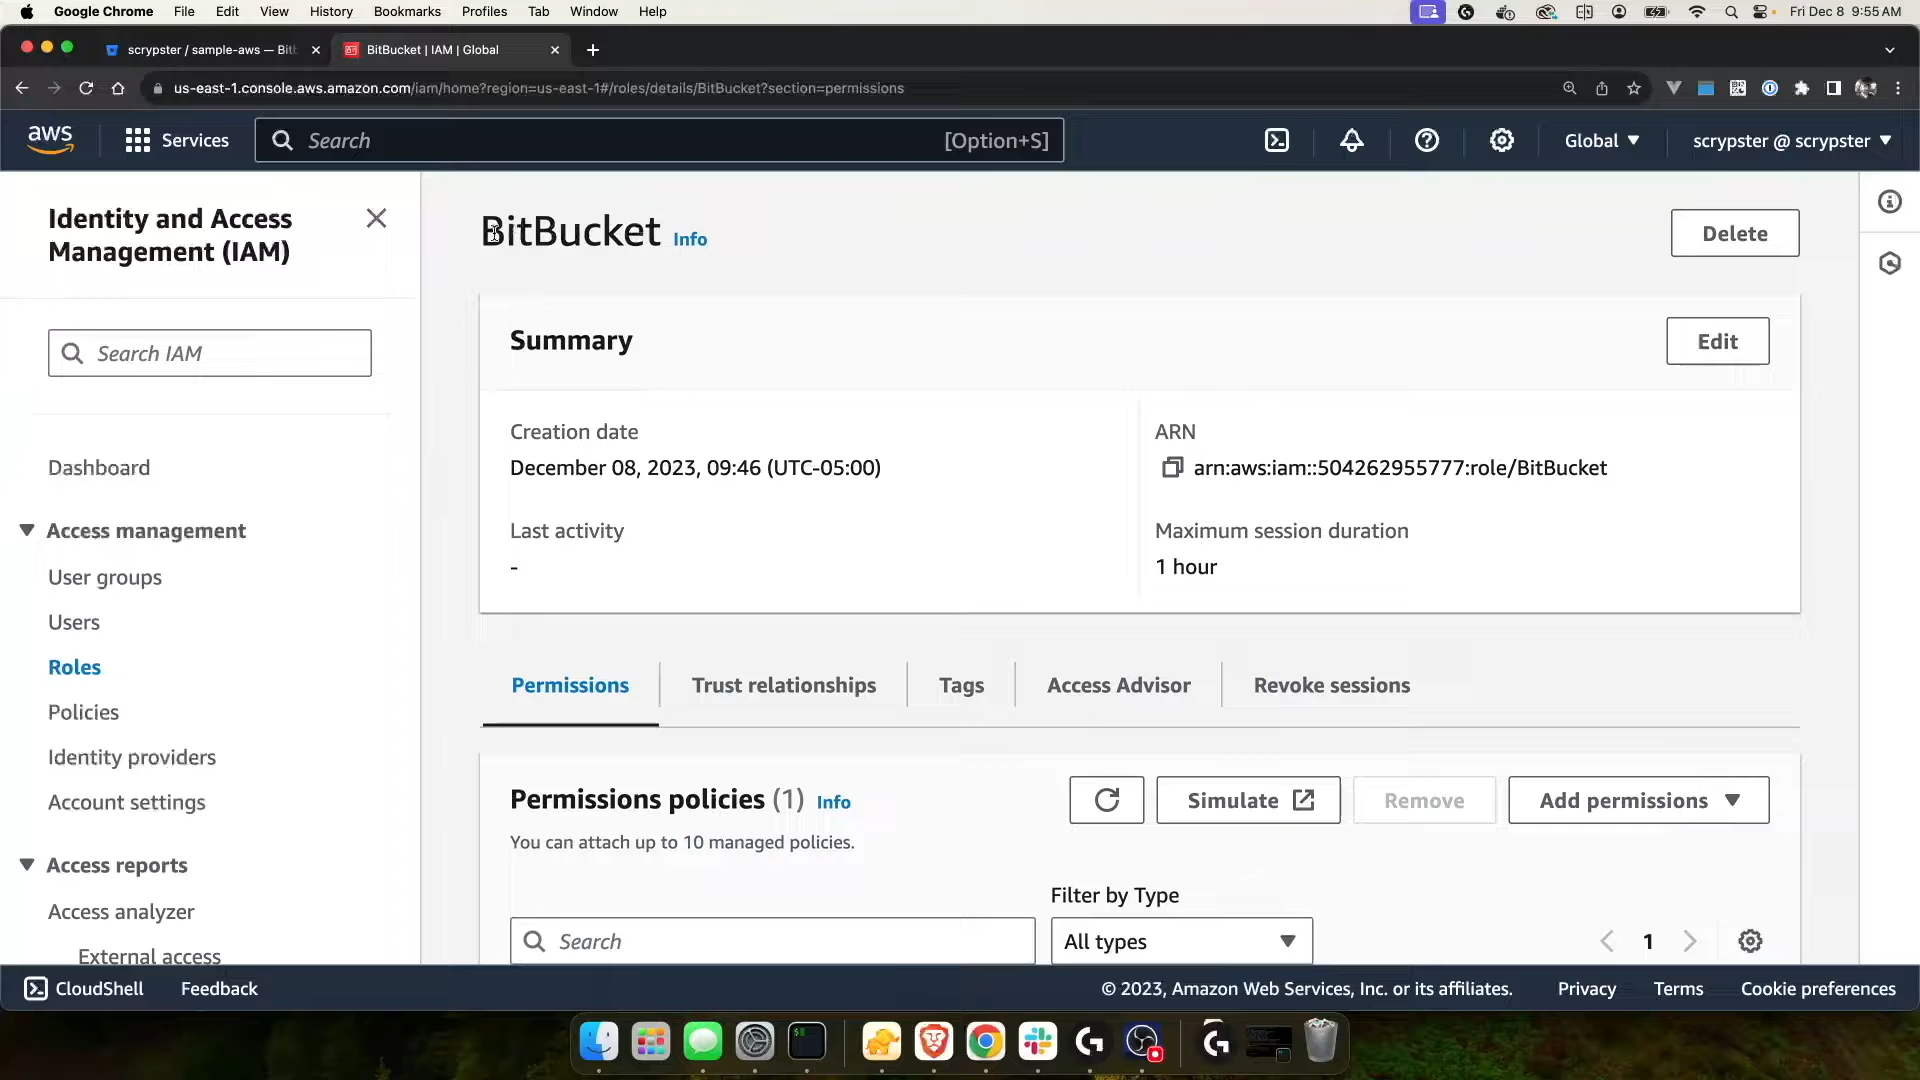 Google Chrome File Edit View History Bookmarks Profiles Tab Window Help Fri Dec 8 9:55 AM
scrypster / sample-aws — Bit BitBucket | IAM | Global
us-east-1.console.aws.amazon.com/iam/home?region=us-east-1#/roles/details/BitBucket?section=permissions
aws Services Search [Option+S] Global scrypster @ scrypster
Identity and Access
Management (IAM)
Search IAM
Dashboard
Access management
User groups
Users
Roles
Policies
Identity providers
Account settings
Access reports
Access analyzer
External access
BitBucket Info
Delete
Summary
Edit
Creation date
December 08, 2023, 09:46 (UTC-05:00)
ARN
arn:aws:iam::504262955777:role/BitBucket
Last activity
-
Maximum session duration
1 hour
Permissions Trust relationships Tags Access Advisor Revoke sessions
Permissions policies (1) Info
You can attach up to 10 managed policies.
Simulate Remove Add permissions
Filter by Type
Search All types 1
CloudShell Feedback © 2023, Amazon Web Services, Inc. or its affiliates. Privacy Terms Cookie preferences